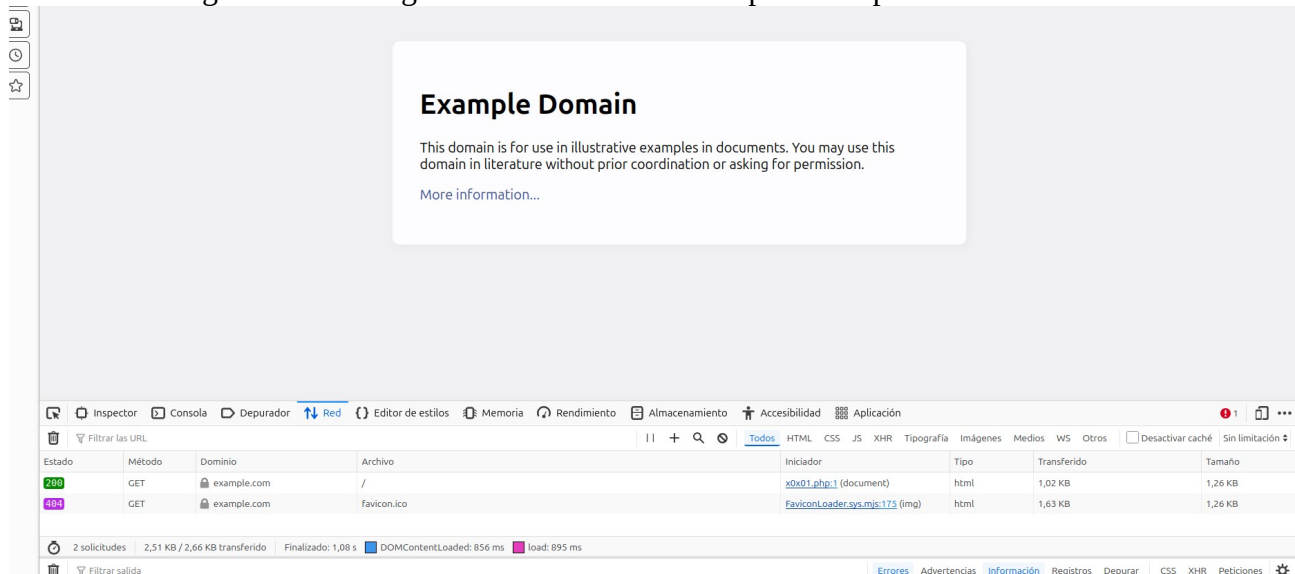 Example Domain
This domain is for use in illustrative examples in documents. You may use this
domain in literature without prior coordination or asking for permission.
More information...
Inspector Consola Depurador Red Editor de estilos Memoria Rendimiento Almacenamiento Accesibilidad Aplicación 1
Filtrar las URL Todos HTML CSS JS XHR Tipografía Imágenes Medios WS Otros Desactivar caché Sin limitación
Estado Método Dominio Archivo Iniciador Tipo Transferido Tamaño
200 GET example.com / x0x01.php:1 (document) html 1,02 KB 1,26 KB
404 GET example.com favicon.ico FaviconLoader.sys.mjs:175 (img) html 1,63 KB 1,26 KB
2 solicitudes 2,51 KB / 2,66 KB transferido Finalizado: 1,08 s DOMContentLoaded: 856 ms load: 895 ms
Filtrar salida Errores Advertencias Información Registros Depurar CSS XHR Peticiones